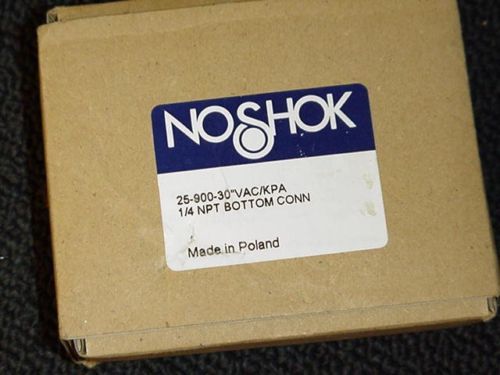 NOSHOK
25-900-30"VAC/KPA
1/4 NPT BOTTOM CONN
Made in Poland